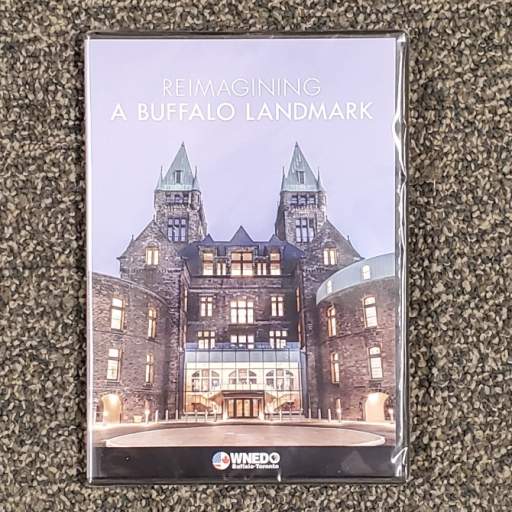 REIMAGINING
A BUFFALO LANDMARK
WNED
Buffalo-Toronto